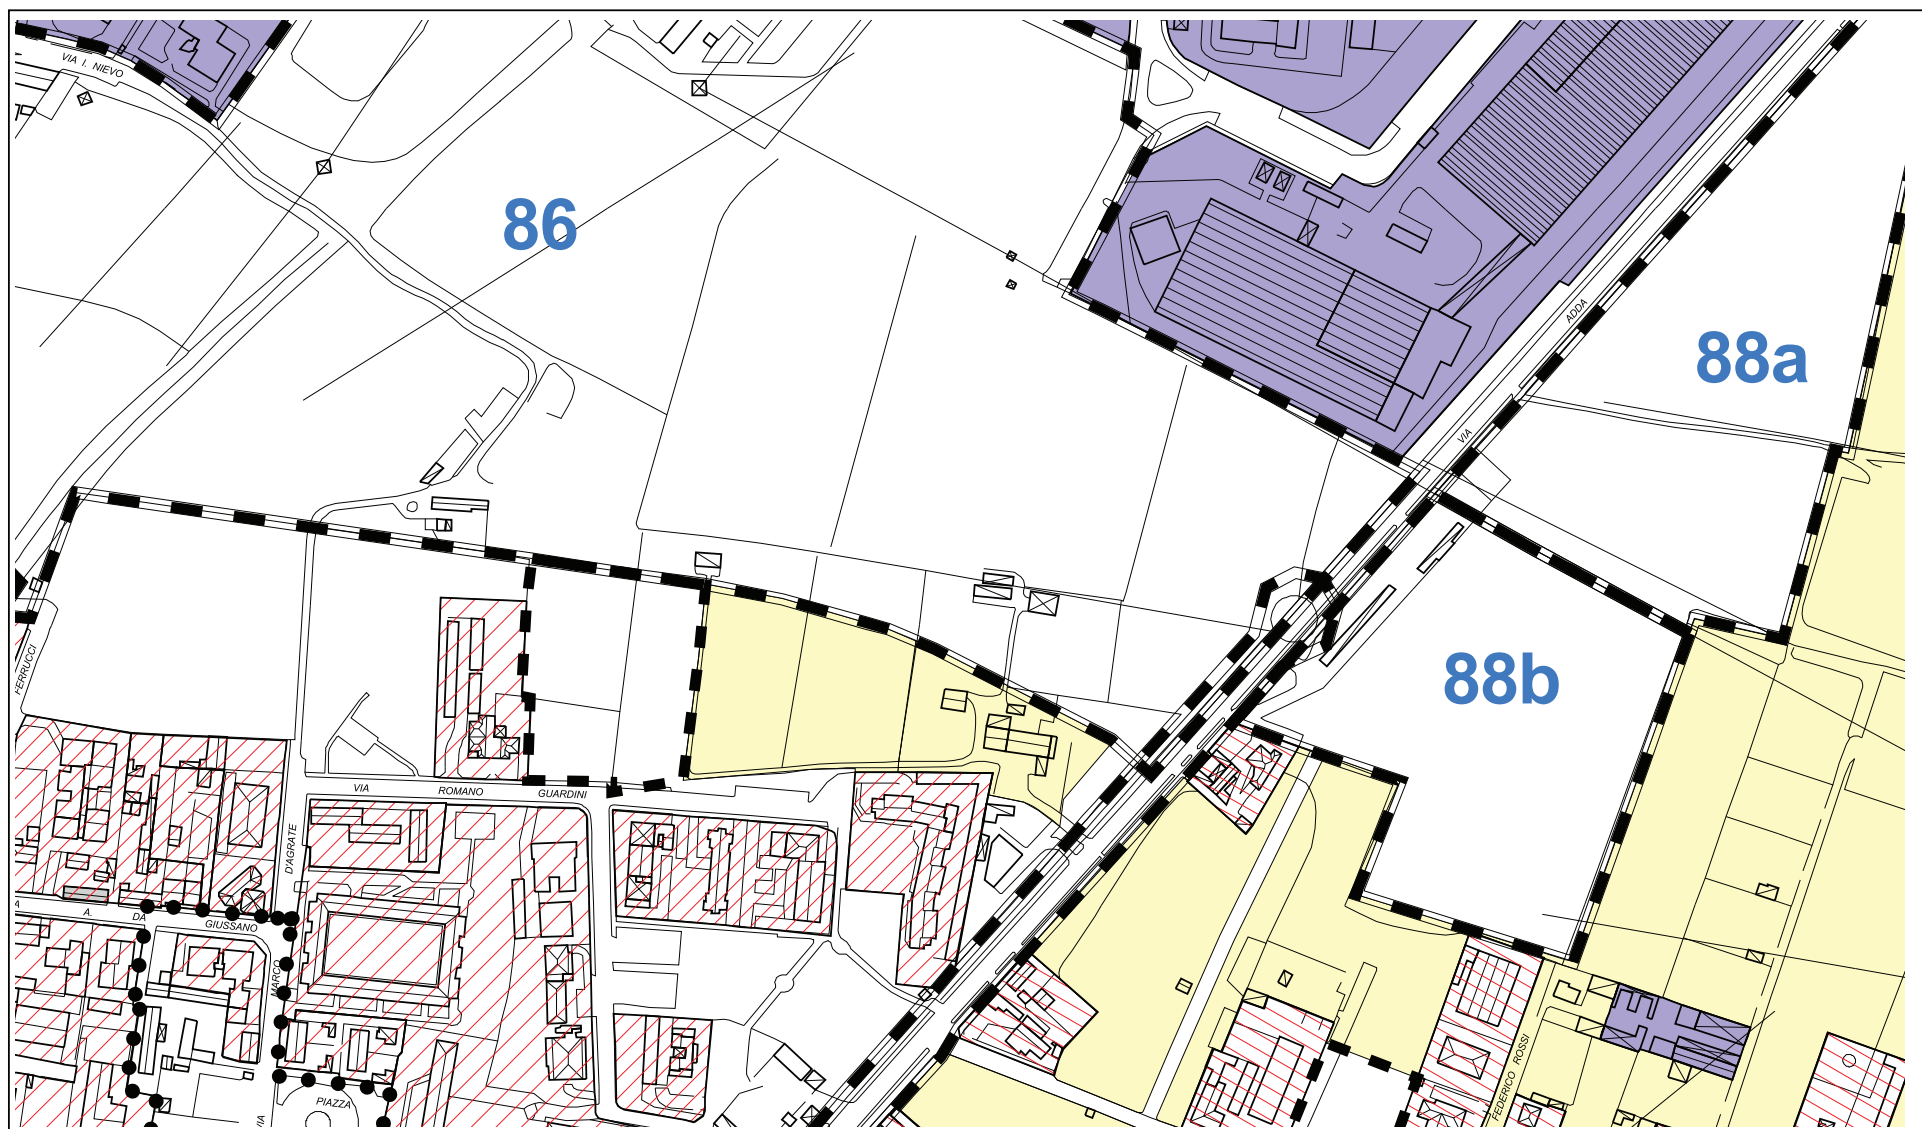 VIA I. NIEVO
86
ADDA
88a
VIA
FERRUCCI
88b
VIA ROMANO GUARDINI
D'AGRATE
A A. DA
GIUSSANO
MARCO
FEDERICO ROSSI
PIAZZA
VIA